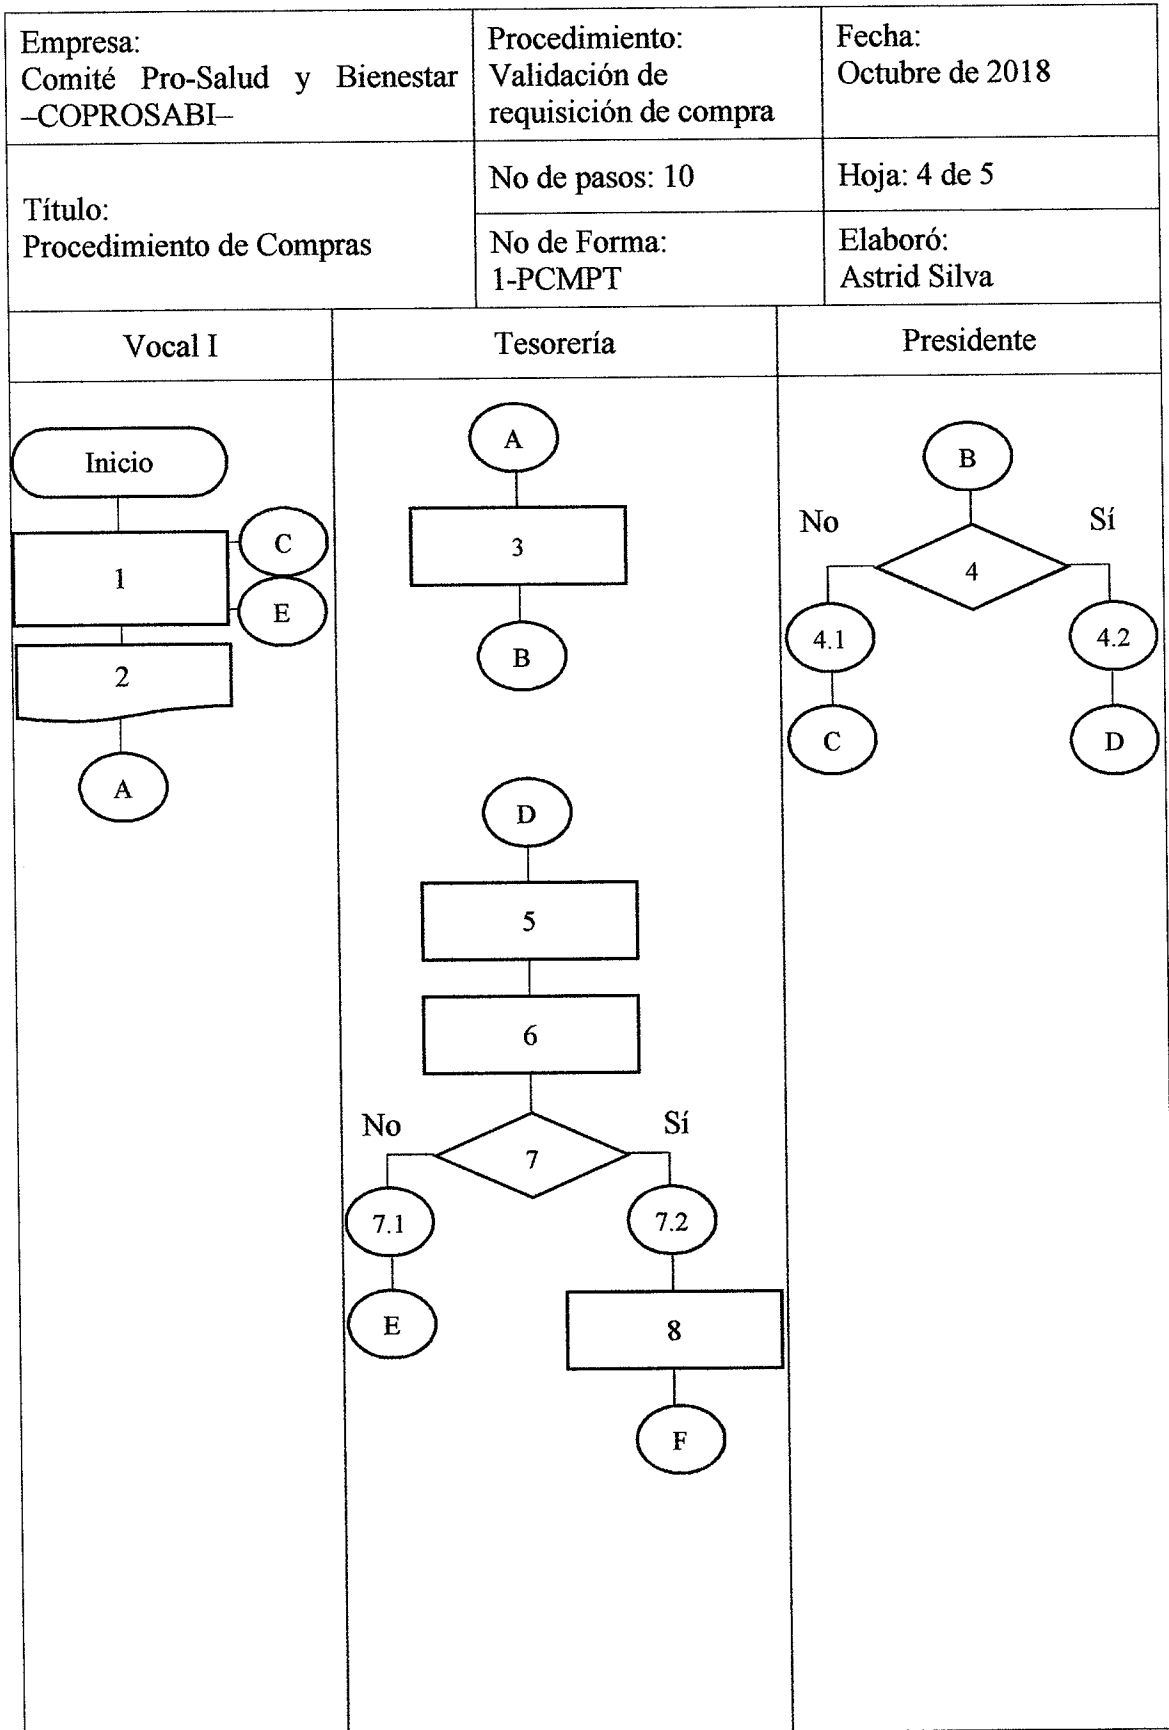 Empresa:
Comité Pro-Salud y Bienestar
–COPROSABI–
Procedimiento:
Validación de
requisición de compra
Fecha:
Octubre de 2018
Título:
Procedimiento de Compras
No de pasos: 10
Hoja: 4 de 5
No de Forma:
1-PCMPT
Elaboró:
Astrid Silva
Vocal I
Tesorería
Presidente
Inicio
1
C
E
2
A
A
3
B
D
5
6
No
Sí
7
7.1
7.2
E
8
F
B
No
Sí
4
4.1
4.2
C
D